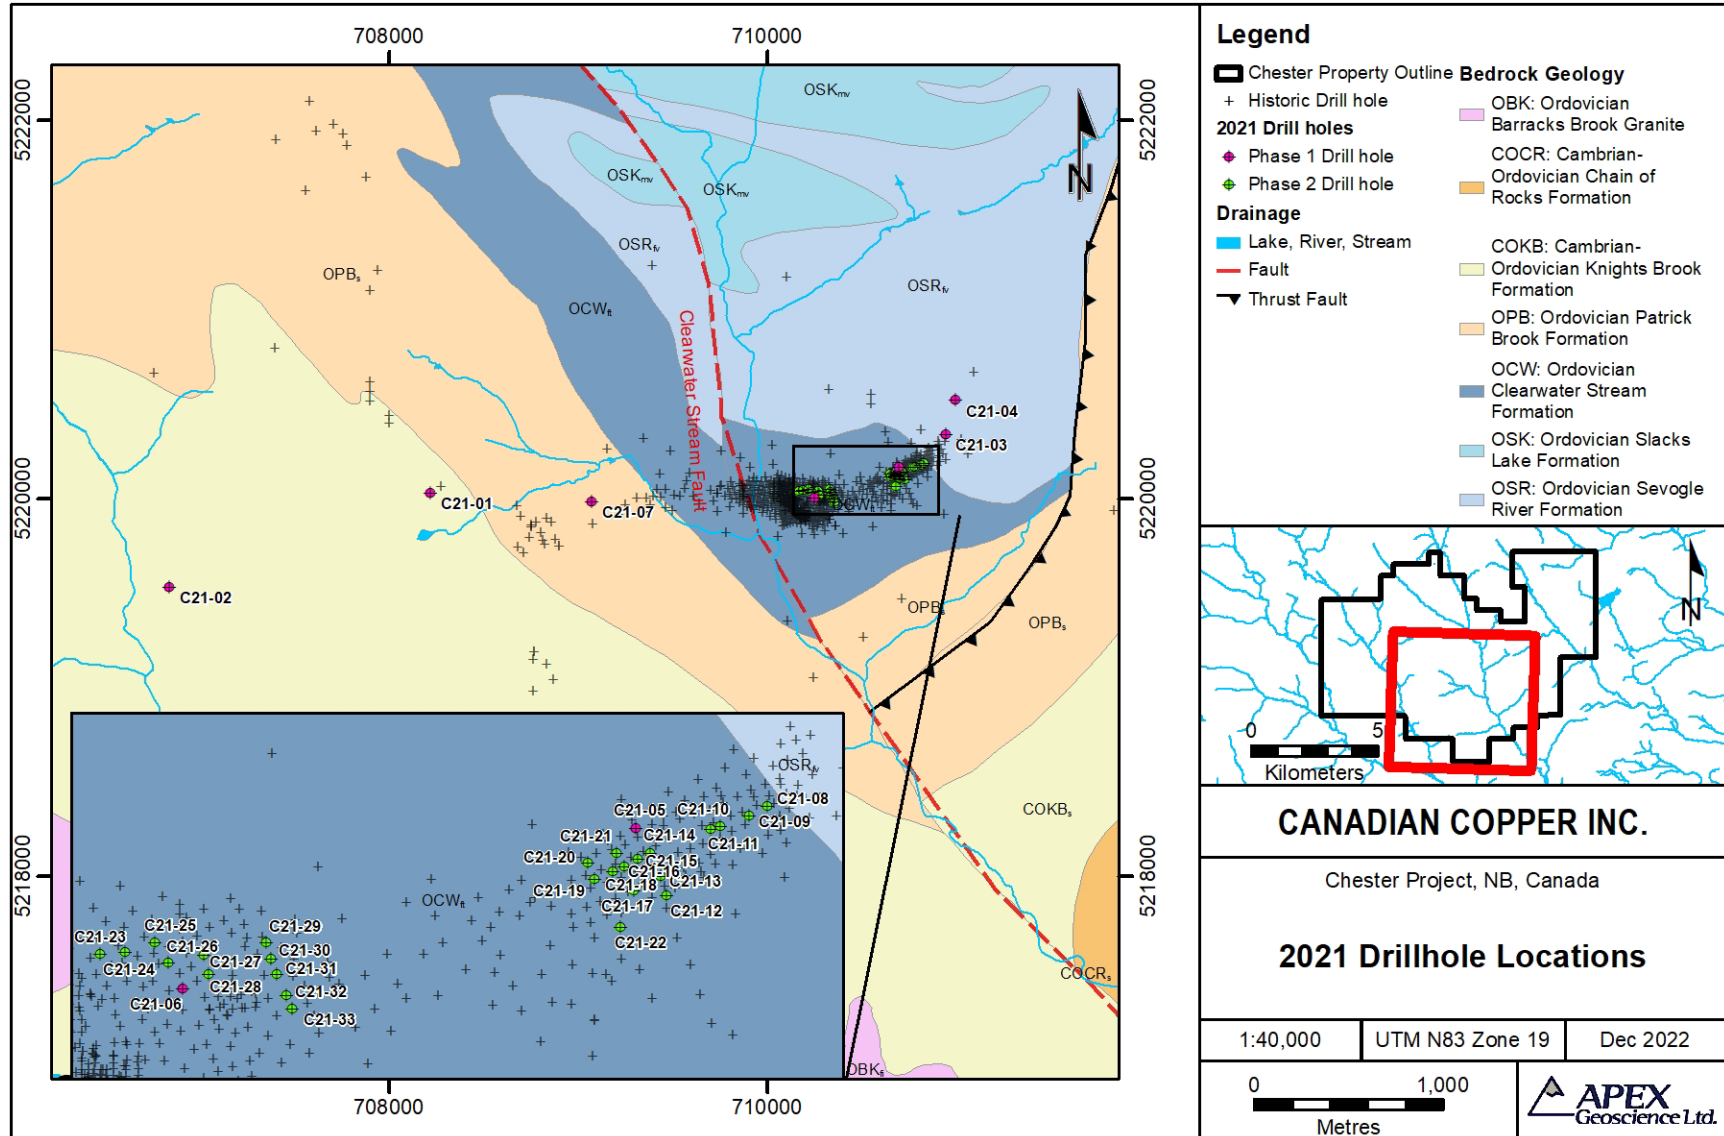 708000
710000
5222000
5222000
5220000
5220000
5218000
5218000
708000
710000
OSKmv
OSKmv
OSKmv
OSRfv
OSRfv
OPBs
OCWft
Clearwater Stream Fault
N
C21-04
C21-03
C21-01
C21-07
C21-02
OCWft
OPBs
OPBs
COKBs
COCRs
OSRfv
C21-08
C21-05
C21-10
C21-09
C21-21
C21-14
C21-11
C21-20
C21-15
C21-16
C21-19
C21-18
C21-13
C21-17
C21-12
C21-22
OCWft
C21-25
C21-29
C21-23
C21-26
C21-30
C21-24
C21-27
C21-31
C21-28
C21-32
C21-06
C21-33
Legend
Chester Property Outline
Historic Drill hole
2021 Drill holes
Phase 1 Drill hole
Phase 2 Drill hole
Drainage
Lake, River, Stream
Fault
Thrust Fault
Bedrock Geology
OBK: Ordovician
Barracks Brook Granite
COCR: Cambrian-
Ordovician Chain of
Rocks Formation
COKB: Cambrian-
Ordovician Knights Brook
Formation
OPB: Ordovician Patrick
Brook Formation
OCW: Ordovician
Clearwater Stream
Formation
OSK: Ordovician Slacks
Lake Formation
OSR: Ordovician Sevogle
River Formation
N
0 5
Kilometers
CANADIAN COPPER INC.
Chester Project, NB, Canada
2021 Drillhole Locations
1:40,000
UTM N83 Zone 19
Dec 2022
0 1,000
Metres
APEX
Geoscience Ltd.